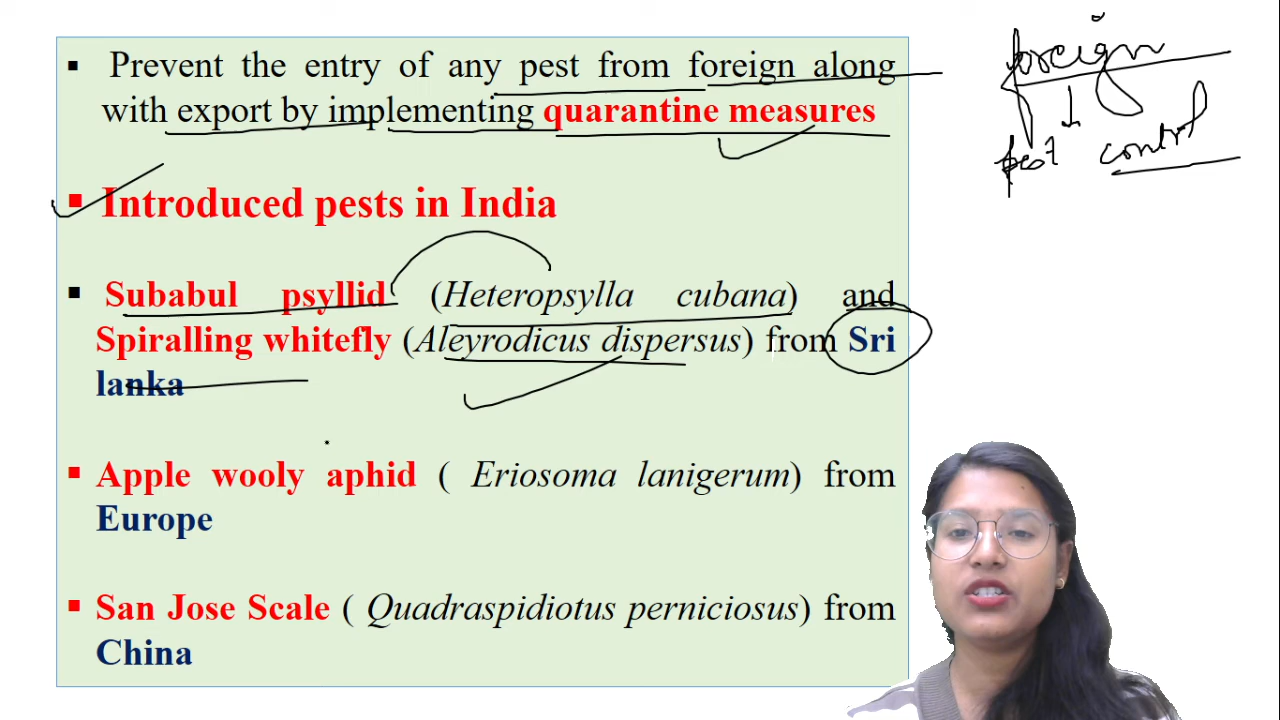 ▪ Prevent the entry of any pest from foreign along
with export by implementing quarantine measures
▪ Introduced pests in India
▪ Subabul psyllid (Heteropsylla cubana) and
Spiralling whitefly (Aleyrodicus dispersus) from Sri
lanka
▪ Apple wooly aphid ( Eriosoma lanigerum) from
Europe
▪ San Jose Scale ( Quadraspidiotus perniciosus) from
China
foreign
pest control